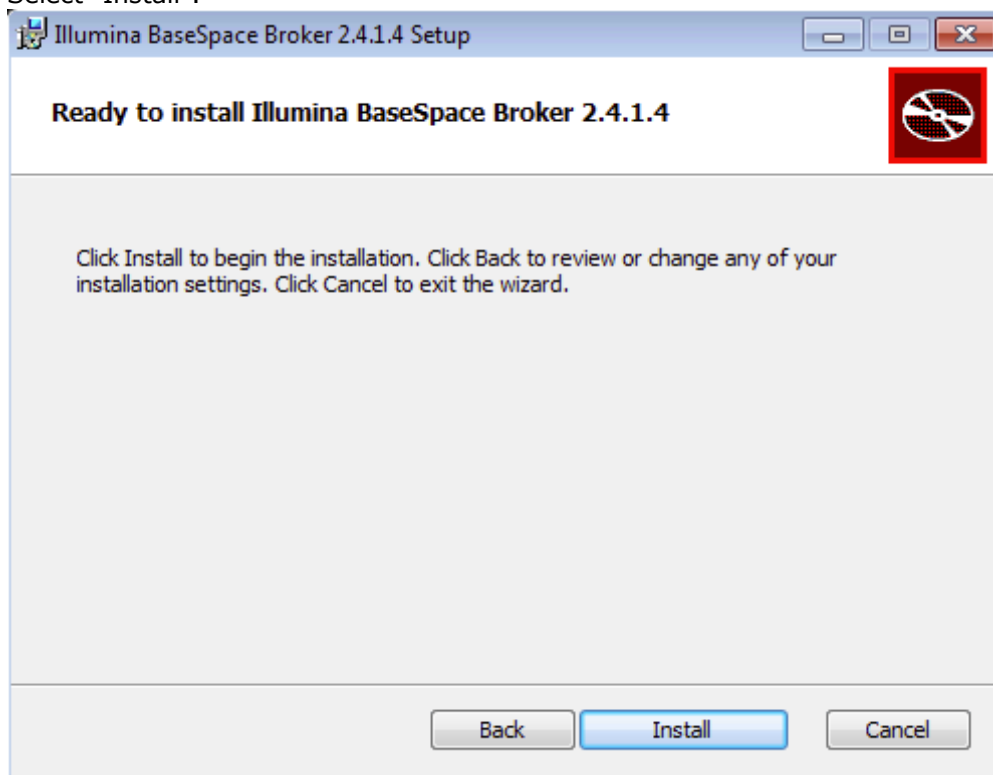 Select "Install".
Illumina BaseSpace Broker 2.4.1.4 Setup
Ready to install Illumina BaseSpace Broker 2.4.1.4
Click Install to begin the installation. Click Back to review or change any of your
installation settings. Click Cancel to exit the wizard.
Back Install Cancel